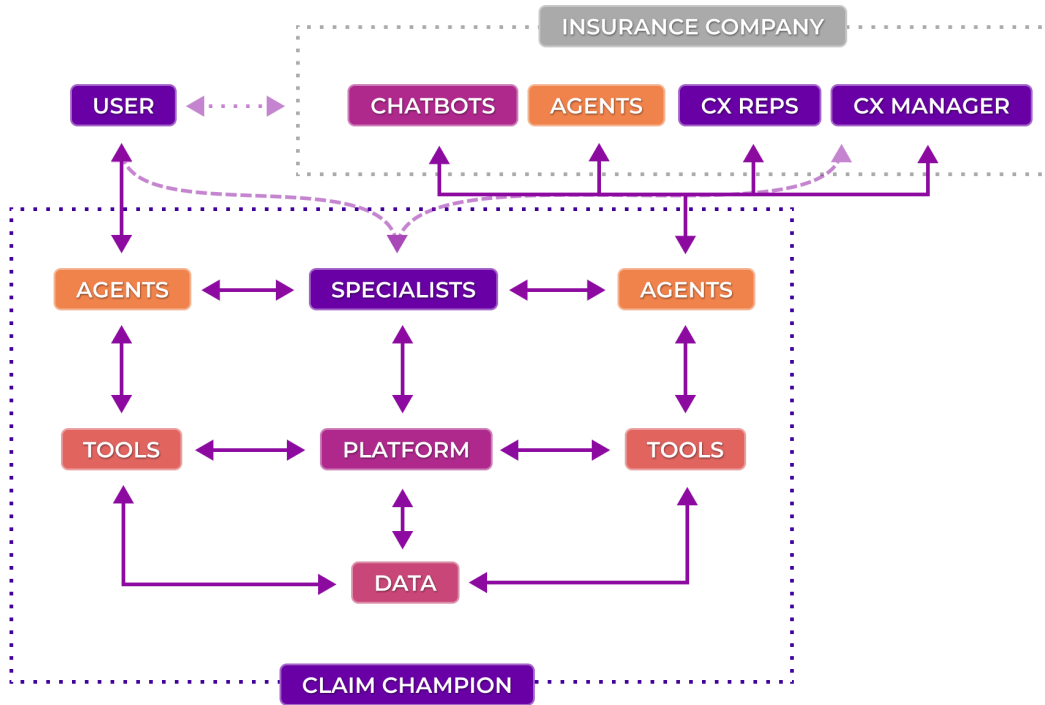 INSURANCE COMPANY
USER
CHATBOTS
AGENTS
CX REPS
CX MANAGER
AGENTS
SPECIALISTS
AGENTS
TOOLS
PLATFORM
TOOLS
DATA
CLAIM CHAMPION